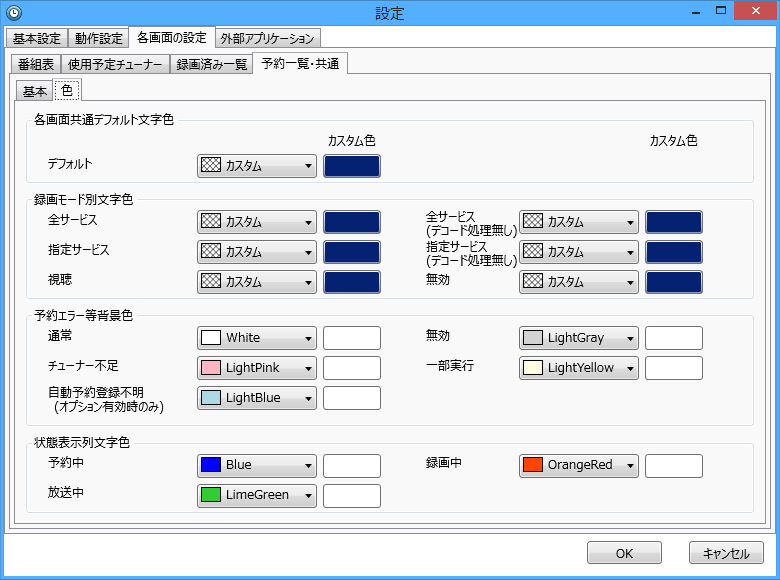 設定
基本設定 動作設定 各画面の設定 外部アプリケーション
番組表 使用予定チューナー 録画済み一覧 予約一覧・共通
基本 色
各画面共通デフォルト文字色
カスタム色 カスタム色
デフォルト カスタム
録画モード別文字色
全サービス カスタム 全サービス
(デコード処理無し) カスタム
指定サービス カスタム 指定サービス
(デコード処理無し) カスタム
視聴 カスタム 無効 カスタム
予約エラー等背景色
通常 White 無効 LightGray
チューナー不足 LightPink 一部実行 LightYellow
自動予約登録不明
(オプション有効時のみ) LightBlue
状態表示列文字色
予約中 Blue 録画中 OrangeRed
放送中 LimeGreen
OK キャンセル